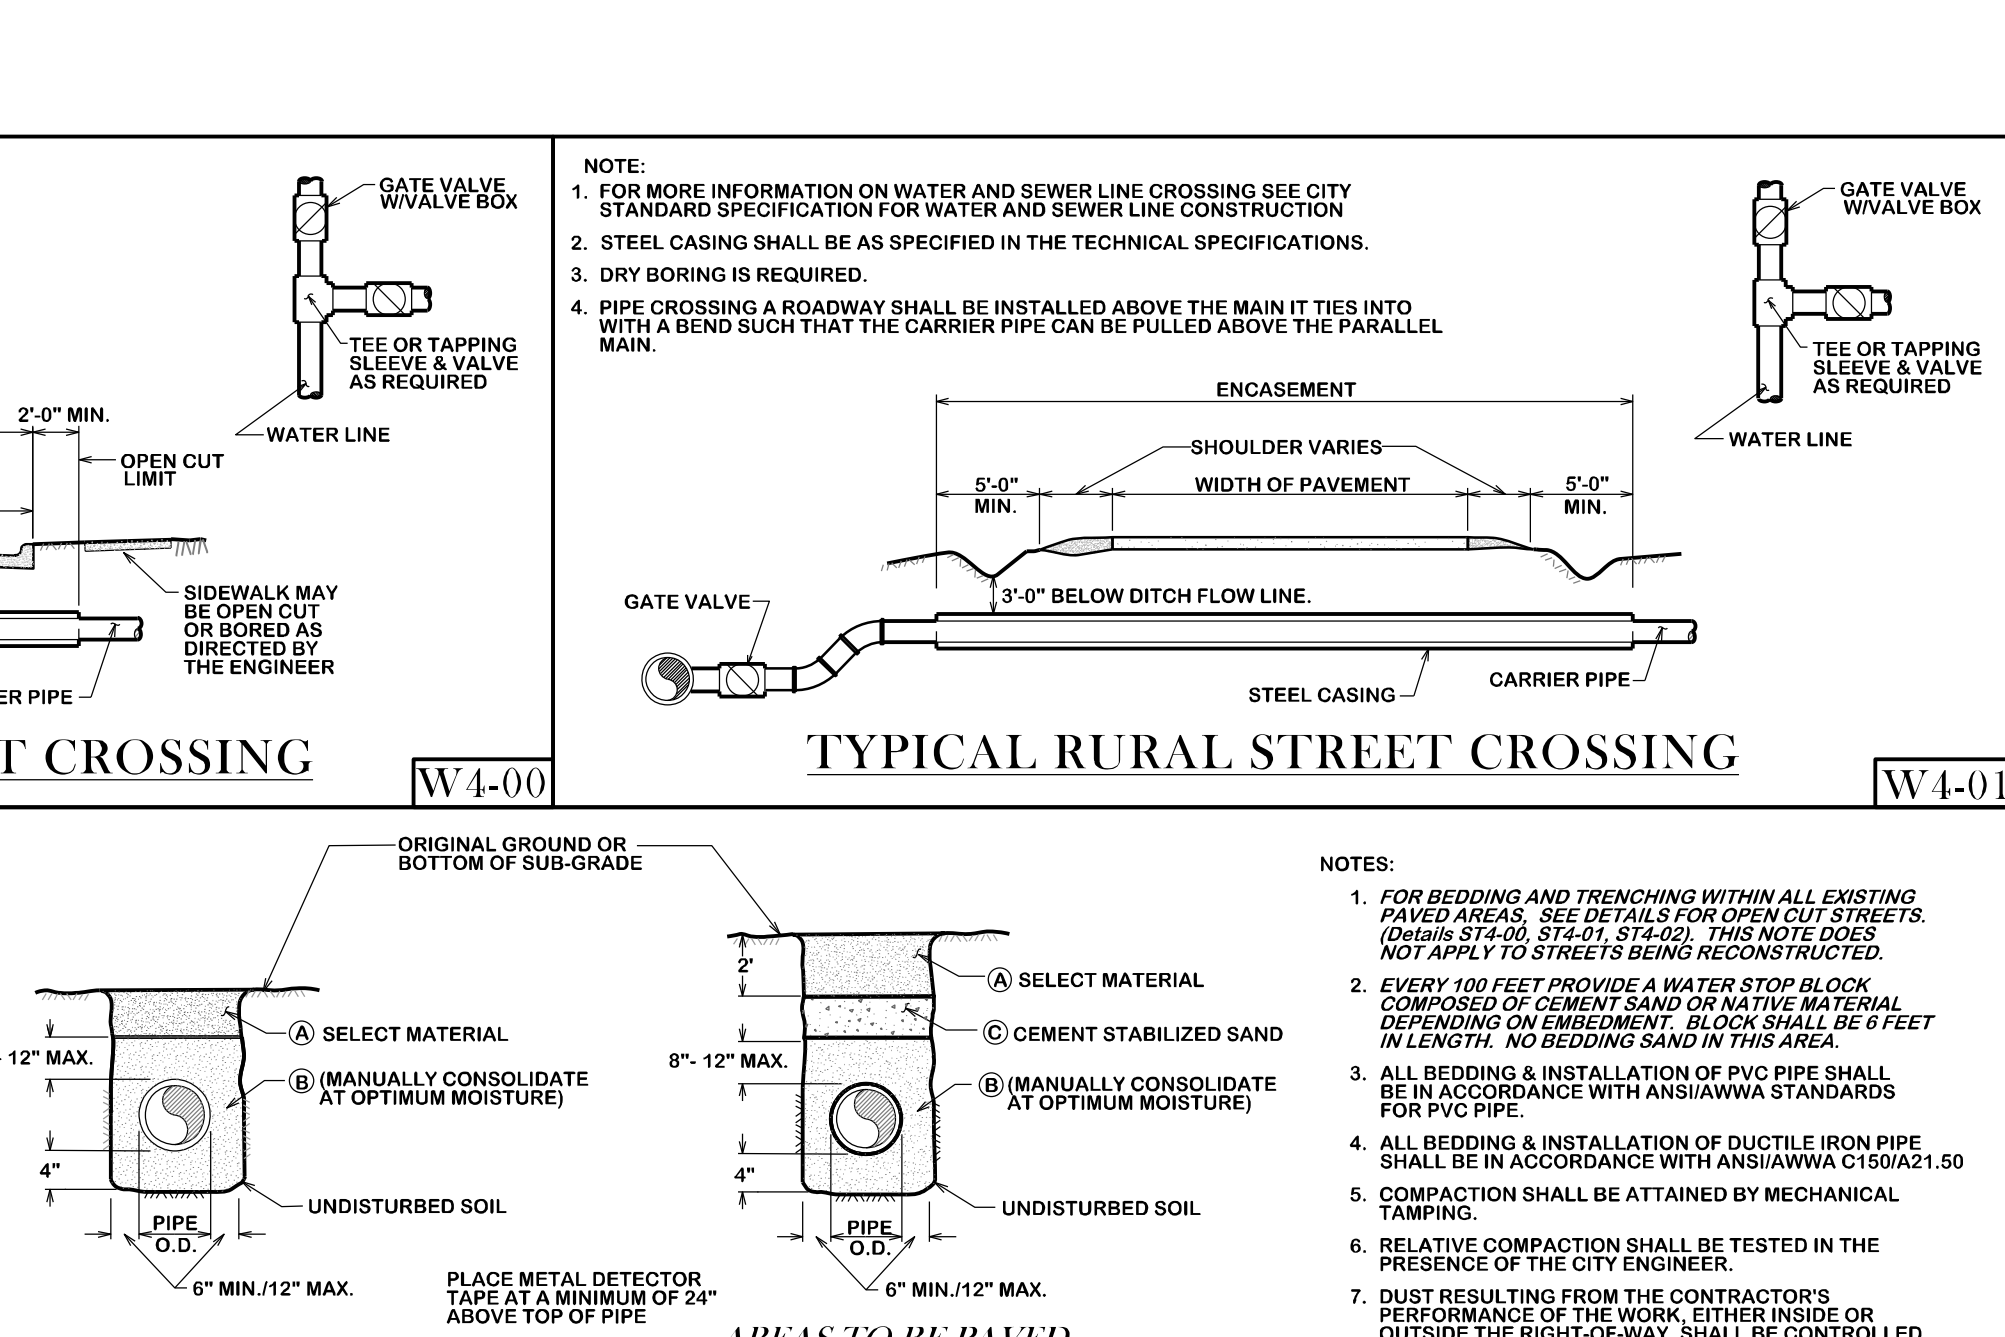 GATE VALVE
W/VALVE BOX
TEE OR TAPPING
SLEEVE & VALVE
AS REQUIRED
2'-0" MIN.
WATER LINE
OPEN CUT
LIMIT
SIDEWALK MAY
BE OPEN CUT
OR BORED AS
DIRECTED BY
THE ENGINEER
ER PIPE
T CROSSING
W4-00
NOTE:
1. FOR MORE INFORMATION ON WATER AND SEWER LINE CROSSING SEE CITY
STANDARD SPECIFICATION FOR WATER AND SEWER LINE CONSTRUCTION
2. STEEL CASING SHALL BE AS SPECIFIED IN THE TECHNICAL SPECIFICATIONS.
3. DRY BORING IS REQUIRED.
4. PIPE CROSSING A ROADWAY SHALL BE INSTALLED ABOVE THE MAIN IT TIES INTO
WITH A BEND SUCH THAT THE CARRIER PIPE CAN BE PULLED ABOVE THE PARALLEL
MAIN.
GATE VALVE
W/VALVE BOX
TEE OR TAPPING
SLEEVE & VALVE
AS REQUIRED
WATER LINE
ENCASEMENT
SHOULDER VARIES
5'-0"
MIN.
WIDTH OF PAVEMENT
5'-0"
MIN.
GATE VALVE
3'-0" BELOW DITCH FLOW LINE.
STEEL CASING
CARRIER PIPE
TYPICAL RURAL STREET CROSSING
W4-01
ORIGINAL GROUND OR
BOTTOM OF SUB-GRADE
A SELECT MATERIAL
- 12" MAX.
B (MANUALLY CONSOLIDATE
AT OPTIMUM MOISTURE)
4"
UNDISTURBED SOIL
PIPE
O.D.
6" MIN./12" MAX.
PLACE METAL DETECTOR
TAPE AT A MINIMUM OF 24"
ABOVE TOP OF PIPE
2'
A SELECT MATERIAL
C CEMENT STABILIZED SAND
8"- 12" MAX.
B (MANUALLY CONSOLIDATE
AT OPTIMUM MOISTURE)
4"
UNDISTURBED SOIL
PIPE
O.D.
6" MIN./12" MAX.
AREAS TO BE PAVED
NOTES:
1. FOR BEDDING AND TRENCHING WITHIN ALL EXISTING
PAVED AREAS, SEE DETAILS FOR OPEN CUT STREETS.
(Details ST4-00, ST4-01, ST4-02). THIS NOTE DOES
NOT APPLY TO STREETS BEING RECONSTRUCTED.
2. EVERY 100 FEET PROVIDE A WATER STOP BLOCK
COMPOSED OF CEMENT SAND OR NATIVE MATERIAL
DEPENDING ON EMBEDMENT. BLOCK SHALL BE 6 FEET
IN LENGTH. NO BEDDING SAND IN THIS AREA.
3. ALL BEDDING & INSTALLATION OF PVC PIPE SHALL
BE IN ACCORDANCE WITH ANSI/AWWA STANDARDS
FOR PVC PIPE.
4. ALL BEDDING & INSTALLATION OF DUCTILE IRON PIPE
SHALL BE IN ACCORDANCE WITH ANSI/AWWA C150/A21.50
5. COMPACTION SHALL BE ATTAINED BY MECHANICAL
TAMPING.
6. RELATIVE COMPACTION SHALL BE TESTED IN THE
PRESENCE OF THE CITY ENGINEER.
7. DUST RESULTING FROM THE CONTRACTOR'S
PERFORMANCE OF THE WORK, EITHER INSIDE OR
OUTSIDE THE RIGHT-OF-WAY, SHALL BE CONTROLLED